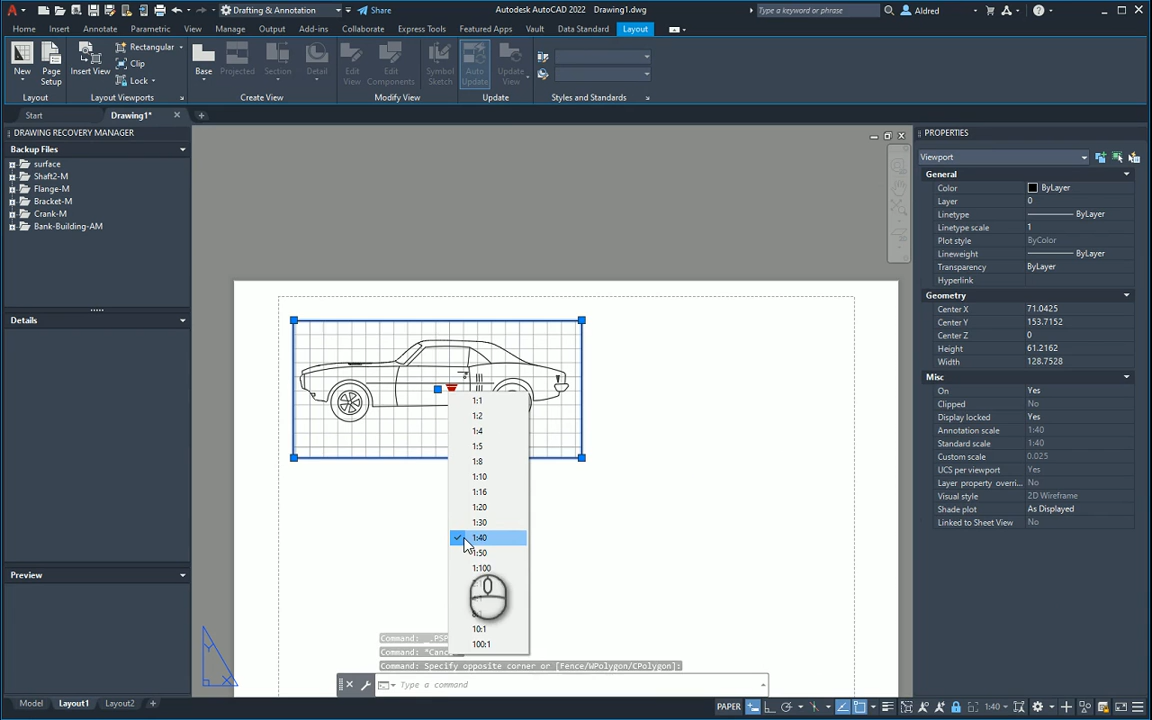 Drafting & Annotation
Share
Autodesk AutoCAD 2022 Drawing1.dwg
Type a keyword or phrase
Aldred
Home Insert Annotate Parametric View Manage Output Add-ins Collaborate Express Tools Featured Apps Vault Data Standard Layout
New
Page Setup
Insert View
Rectangular
Clip
Lock
Base
Projected
Section
Detail
Edit View
Edit Components
Symbol Sketch
Auto Update
Update View
Layout
Layout Viewports
Create View
Modify View
Update
Styles and Standards
Start
Drawing1*
DRAWING RECOVERY MANAGER
Backup Files
surface
Shaft2-M
Flange-M
Bracket-M
Crank-M
Bank-Building-AM
Details
Preview
1:1
1:2
1:4
1:5
1:8
1:10
1:16
1:20
1:30
1:40
1:50
1:100
10:1
100:1
Command: _.PSP
Command: *Cance
Command: Specify opposite corner or [Fence/WPolygon/CPolygon]:
Type a command
PROPERTIES
Viewport
General
Color ByLayer
Layer 0
Linetype ByLayer
Linetype scale 1
Plot style ByColor
Lineweight ByLayer
Transparency ByLayer
Hyperlink
Geometry
Center X 71.0425
Center Y 153.7152
Center Z 0
Height 61.2162
Width 128.7528
Misc
On Yes
Clipped No
Display locked Yes
Annotation scale 1:40
Standard scale 1:40
Custom scale 0.025
UCS per viewport Yes
Layer property overri... No
Visual style 2D Wireframe
Shade plot As Displayed
Linked to Sheet View No
Y
X
Model Layout1 Layout2
PAPER
1:40